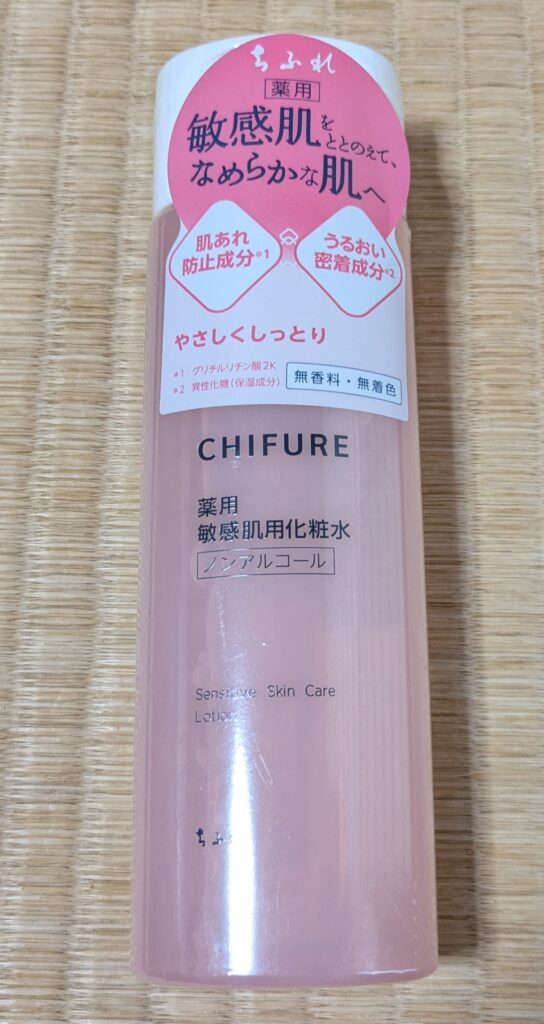 ちふれ
薬用
敏感肌を
ととのえて、
なめらかな肌へ
肌あれ
防止成分*1
うるおい
密着成分*2
やさしくしっとり
*1 グリチルリチン酸2K
*2 異性化糖(保湿成分)
無香料・無着色
CHIFURE
薬用
敏感肌用化粧水
ノンアルコール
Sensitive Skin Care
Lotion
ちふれ